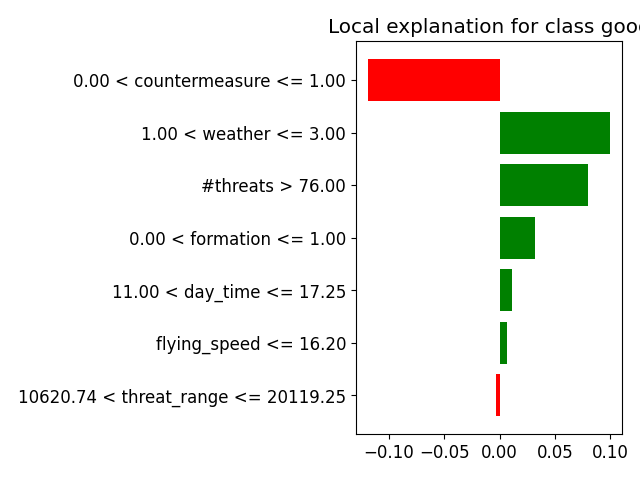 Local explanation for class good
0.00 < countermeasure <= 1.00
1.00 < weather <= 3.00
#threats > 76.00
0.00 < formation <= 1.00
11.00 < day_time <= 17.25
flying_speed <= 16.20
10620.74 < threat_range <= 20119.25
−0.10 −0.05 0.00 0.05 0.10